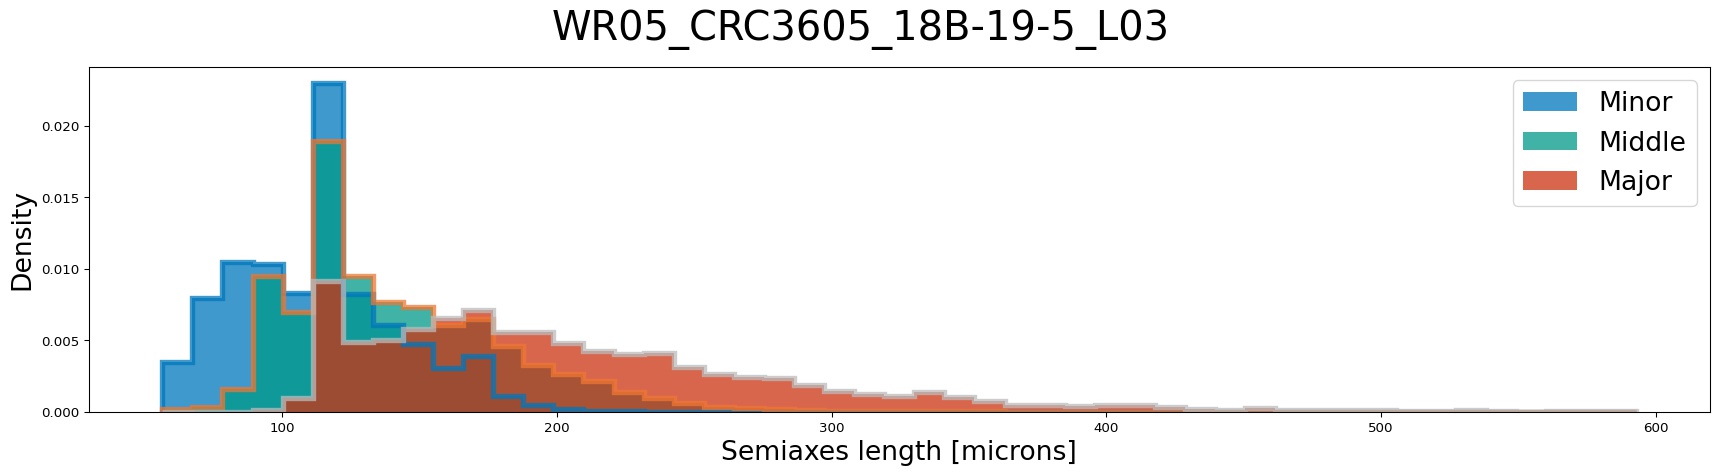 WR05_CRC3605_18B-19-5_L03
Minor
Middle
Major
Density
0.020
0.015
0.010
0.005
0.000
100 200 300 400 500 600
Semiaxes length [microns]